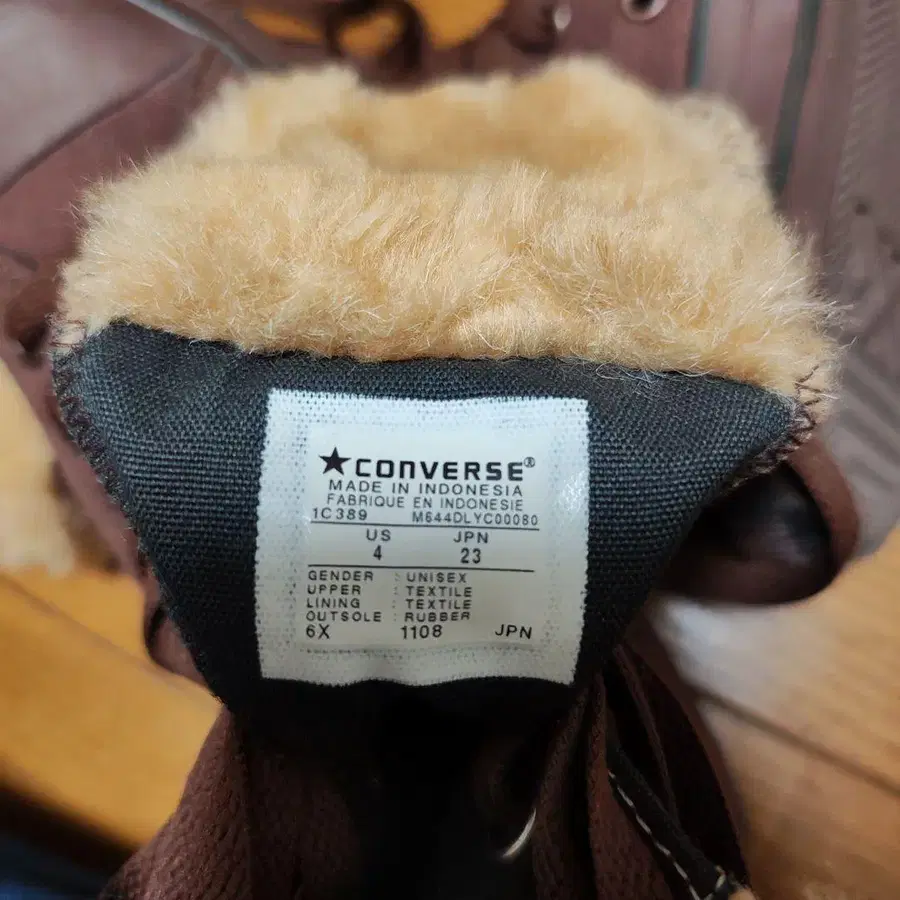 ★CONVERSE®
MADE IN INDONESIA
FABRIQUE EN INDONESIE
1C389 M644DLYC00080
US JPN
4 23
GENDER : UNISEX
UPPER : TEXTILE
LINING : TEXTILE
OUTSOLE : RUBBER
6X 1108 JPN